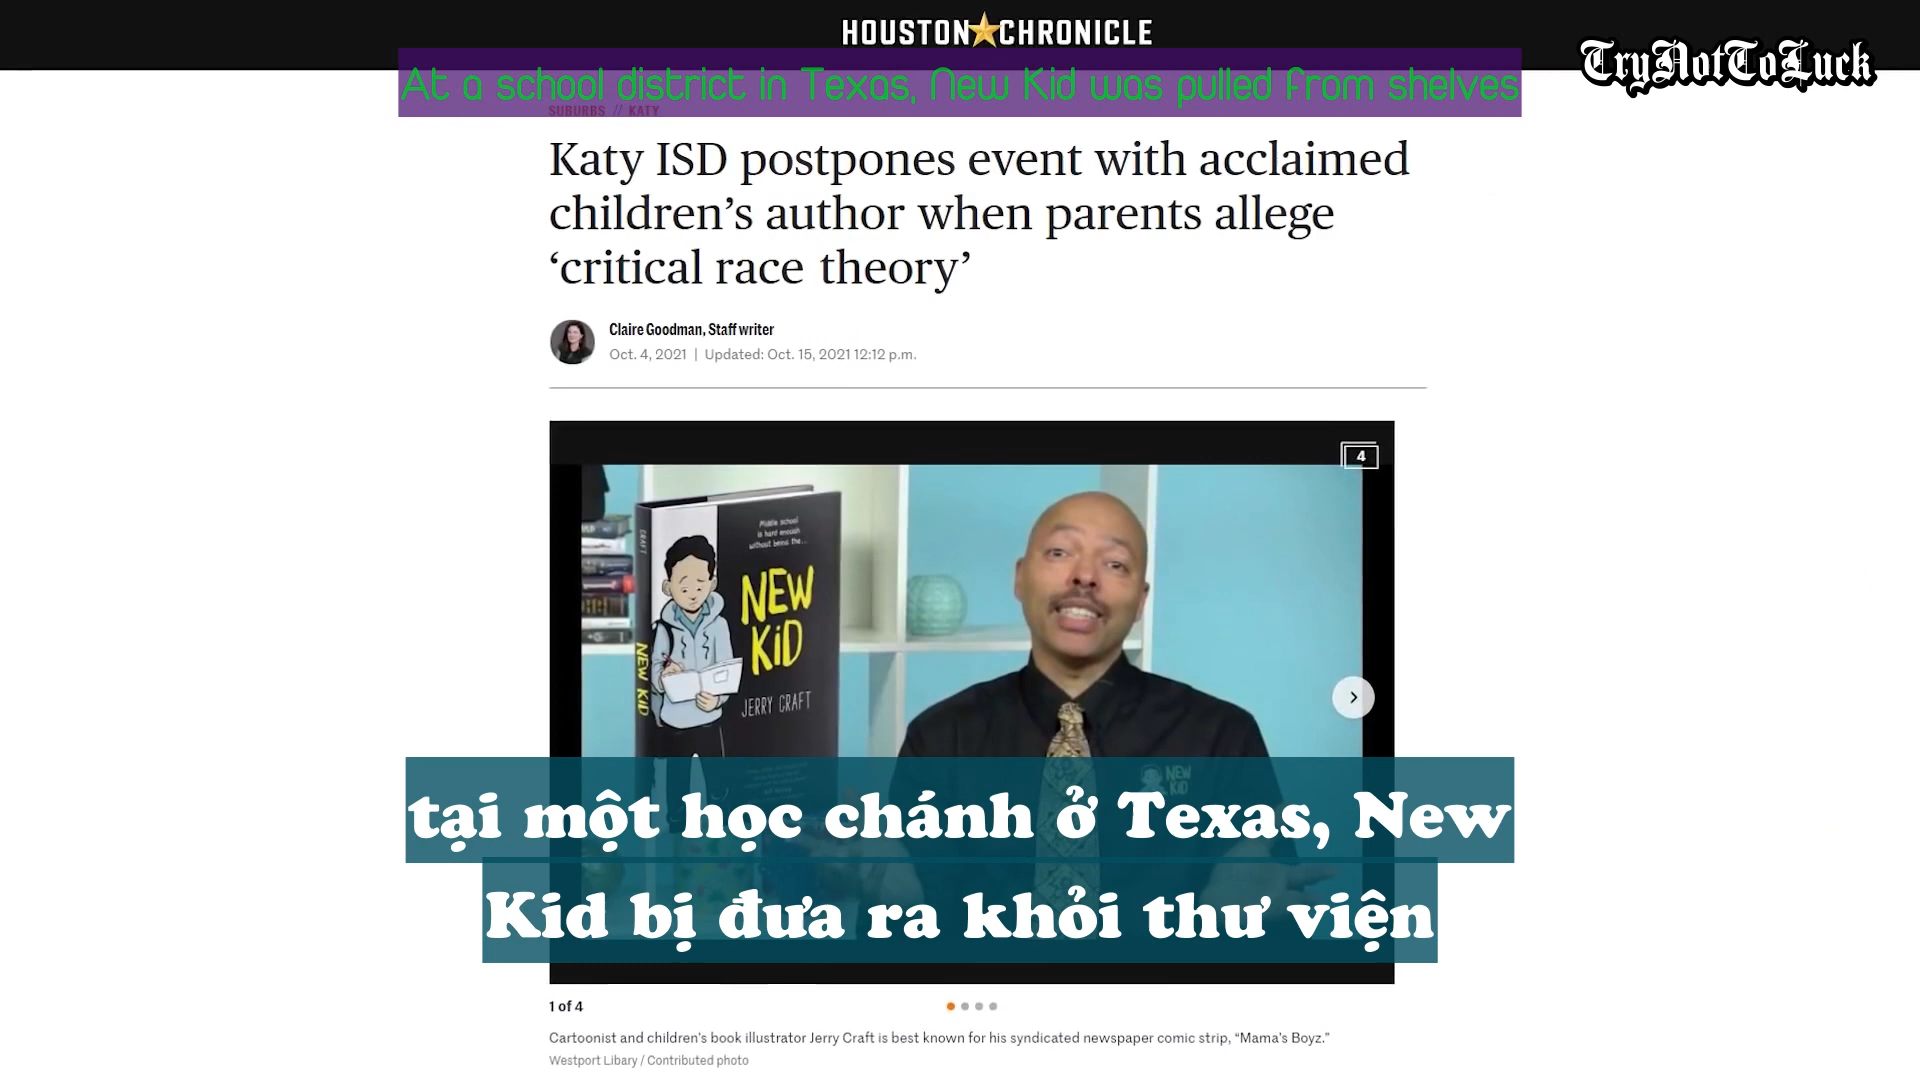 HOUSTON CHRONICLE
TryNotToLuck
At a school district in Texas, New Kid was pulled from shelves
SUBURBS // KATY
Katy ISD postpones event with acclaimed
children's author when parents allege
‘critical race theory’
Claire Goodman, Staff writer
Oct. 4, 2021 | Updated: Oct. 15, 2021 12:12 p.m.
4
Middle school
is hard enough
without being the...
CRAFT
NEW
KID
NEW KID
JERRY CRAFT
NEW
KID
tại một học chánh ở Texas, New
Kid bị đưa ra khỏi thư viện
1 of 4
Cartoonist and children's book illustrator Jerry Craft is best known for his syndicated newspaper comic strip, “Mama's Boyz.”
Westport Libary / Contributed photo